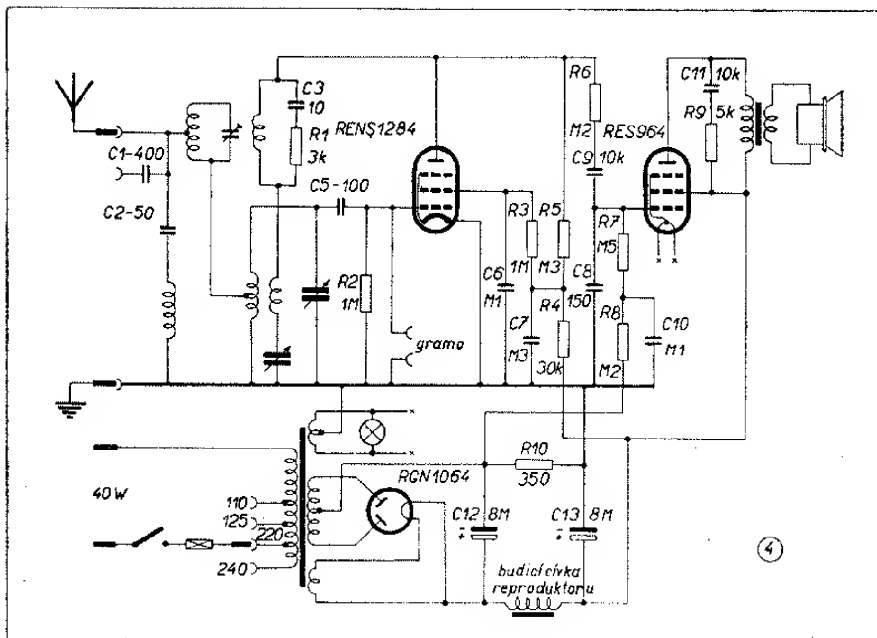 C3
10
R1
3k
RENS1284
C1-400
C2-50
C5-100
R2
1M
gramo
C6
M1
R3
1M
C7
M3
R5
M3
R4
30k
R6
M2
C9
10k
C8
150
RES964
R7
M5
R8
M2
C10
M1
C11
10k
R9
5k
40W
110
125
220
240
RGN1064
R10
350
C12
8M
C13
8M
budicí cívka
reproduktoru
4